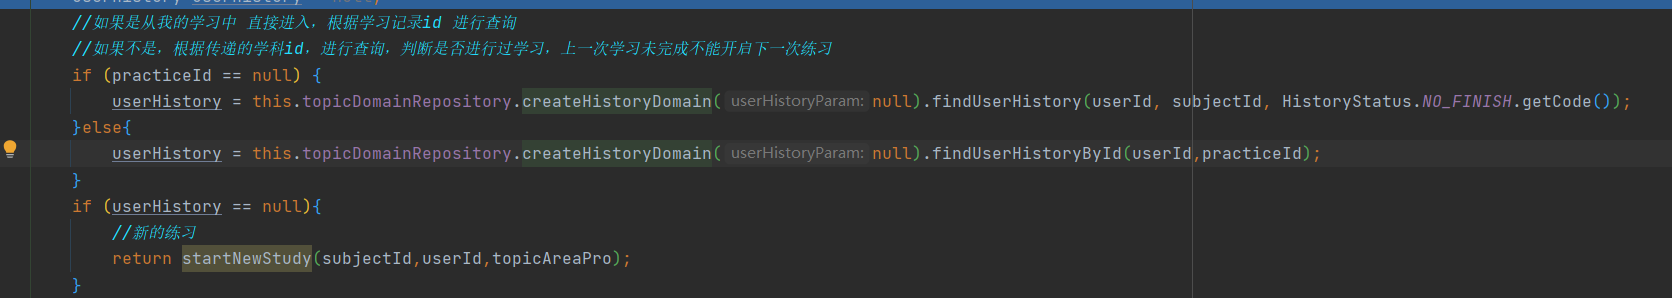 //如果是从我的学习中 直接进入，根据学习记录id 进行查询
//如果不是，根据传递的学科id，进行查询，判断是否进行过学习，上一次学习未完成不能开启下一次练习
if (practiceId == null) {
userHistory = this.topicDomainRepository.createHistoryDomain( userHistoryParam: null).findUserHistory(userId, subjectId, HistoryStatus.NO_FINISH.getCode());
}else{
userHistory = this.topicDomainRepository.createHistoryDomain( userHistoryParam: null).findUserHistoryById(userId,practiceId);
}
if (userHistory == null){
//新的练习
return startNewStudy(subjectId,userId,topicAreaPro);
}